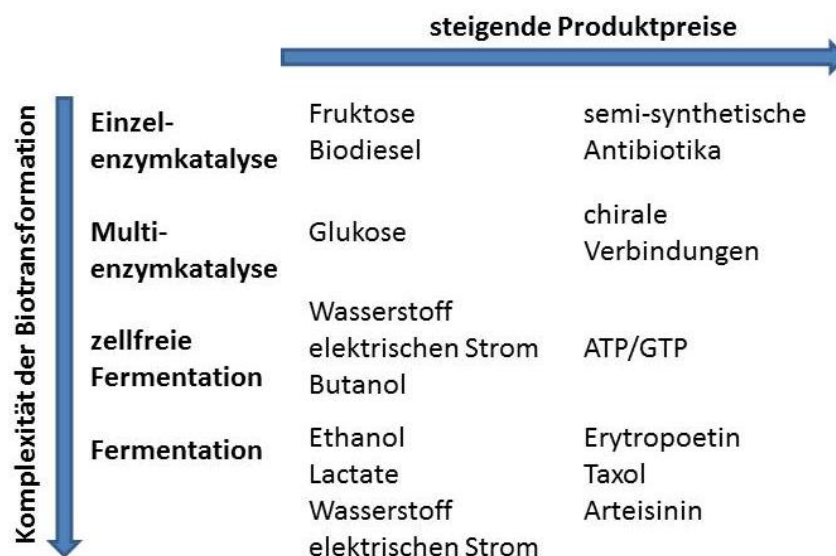 steigende Produktpreise
Komplexität der Biotransformation
Einzel-
enzymkatalyse
Fruktose
Biodiesel
semi-synthetische
Antibiotika
Multi-
enzymkatalyse
Glukose
chirale
Verbindungen
zellfreie
Fermentation
Wasserstoff
elektrischen Strom
Butanol
ATP/GTP
Fermentation
Ethanol
Lactate
Wasserstoff
elektrischen Strom
Erytropoetin
Taxol
Arteisinin